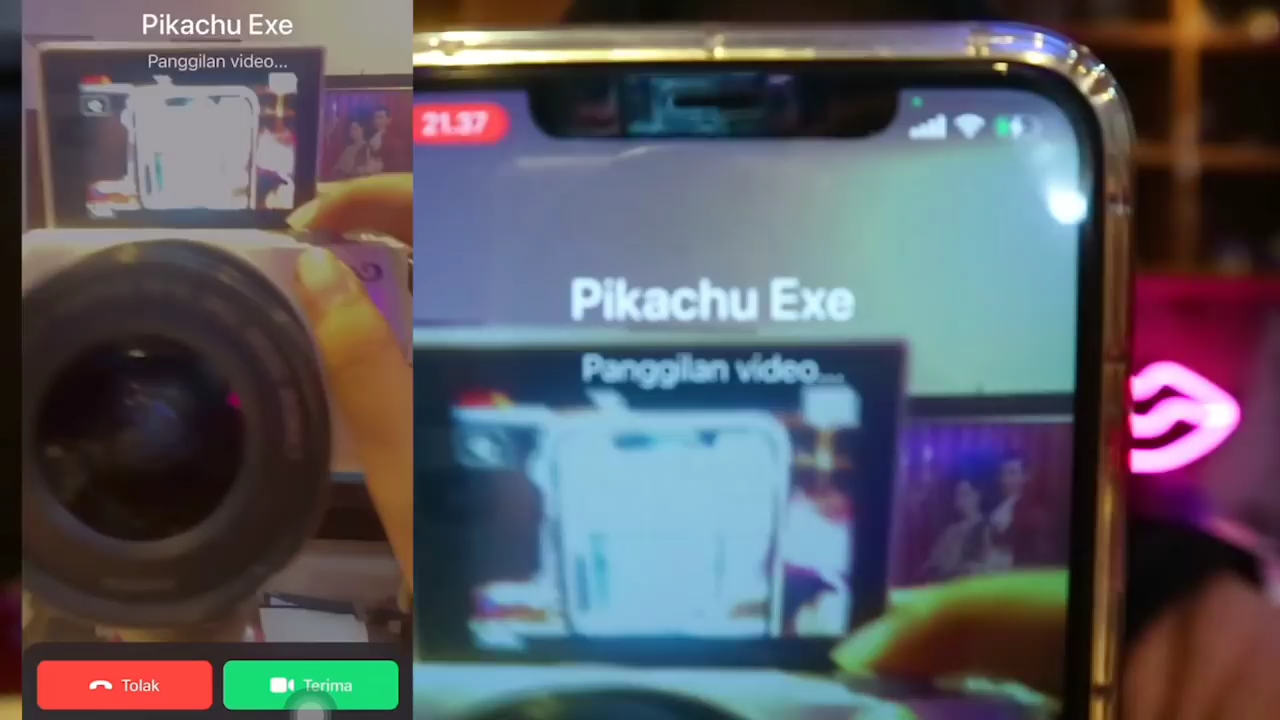 Pikachu Exe
Panggilan video...
Tolak
Terima
21.37
Pikachu Exe
Panggilan video...